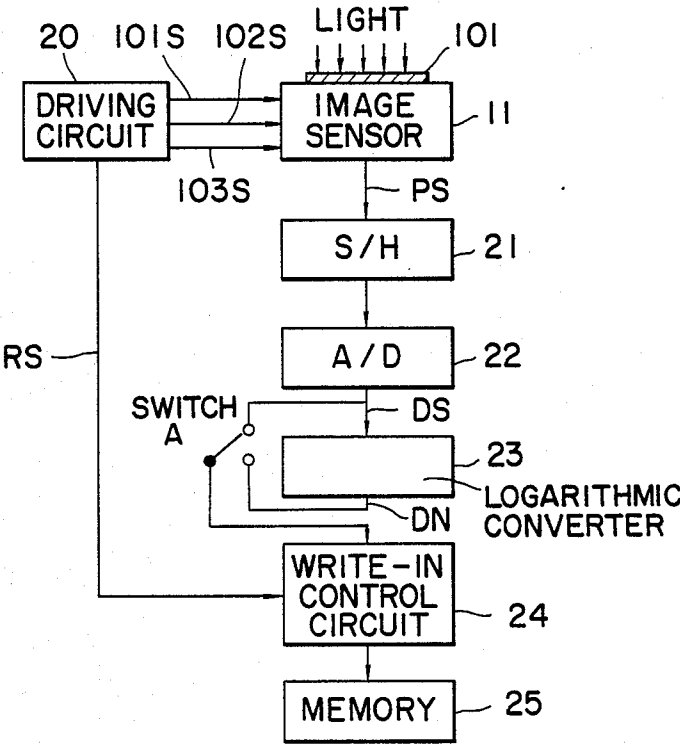 LIGHT
20
101S
102S
101
DRIVING
CIRCUIT
IMAGE
SENSOR
11
103S
PS
S/H
21
RS
A/D
22
SWITCH
A
DS
23
LOGARITHMIC
CONVERTER
DN
WRITE-IN
CONTROL
CIRCUIT
24
MEMORY
25